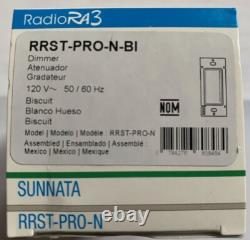 RadioRA3
RRST-PRO-N-BI
Dimmer
Atenuador
Gradateur
120 V~ 50 / 60 Hz
Biscuit
Blanco Hueso
Biscuit
NOM
Model | Modelo | Modèle : RRST-PRO-N
Assembled | Ensamblado | Assemblé :
Mexico | México | Mexique
SUNNATA
RRST-PRO-N